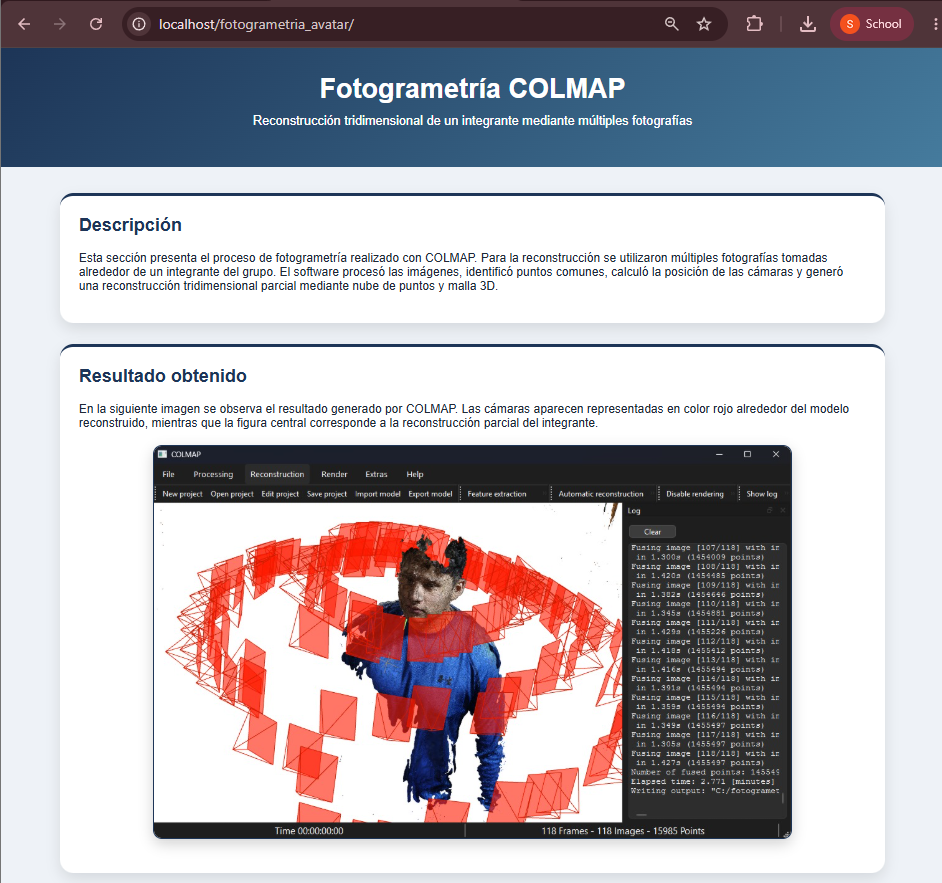 localhost/fotogrametria_avatar/
S School
Fotogrametría COLMAP
Reconstrucción tridimensional de un integrante mediante múltiples fotografías
Descripción
Esta sección presenta el proceso de fotogrametría realizado con COLMAP. Para la reconstrucción se utilizaron múltiples fotografías tomadas
alrededor de un integrante del grupo. El software procesó las imágenes, identificó puntos comunes, calculó la posición de las cámaras y generó
una reconstrucción tridimensional parcial mediante nube de puntos y malla 3D.
Resultado obtenido
En la siguiente imagen se observa el resultado generado por COLMAP. Las cámaras aparecen representadas en color rojo alrededor del modelo
reconstruido, mientras que la figura central corresponde a la reconstrucción parcial del integrante.
COLMAP
File Processing Reconstruction Render Extras Help
New project Open project Edit project Save project Import model Export model Feature extraction Automatic reconstruction Disable rendering Show log
Log
Clear
Fusing image [107/118] with in
in 1.300s (1454009 points)
Fusing image [108/118] with in
in 1.420s (1454485 points)
Fusing image [109/118] with in
in 1.382s (1454646 points)
Fusing image [110/118] with in
in 1.345s (1454881 points)
Fusing image [111/118] with in
in 1.429s (1455226 points)
Fusing image [112/118] with in
in 1.418s (1455412 points)
Fusing image [113/118] with in
in 1.416s (1455494 points)
Fusing image [114/118] with in
in 1.391s (1455494 points)
Fusing image [115/118] with in
in 1.359s (1455494 points)
Fusing image [116/118] with in
in 1.349s (1455497 points)
Fusing image [117/118] with in
in 1.305s (1455497 points)
Fusing image [118/118] with in
in 1.427s (1455497 points)
Number of fused points: 145549
Elapsed time: 2.771 [minutes]
Writing output: "C:/fotogramet
Time 00:00:00:00
118 Frames - 118 Images - 15985 Points